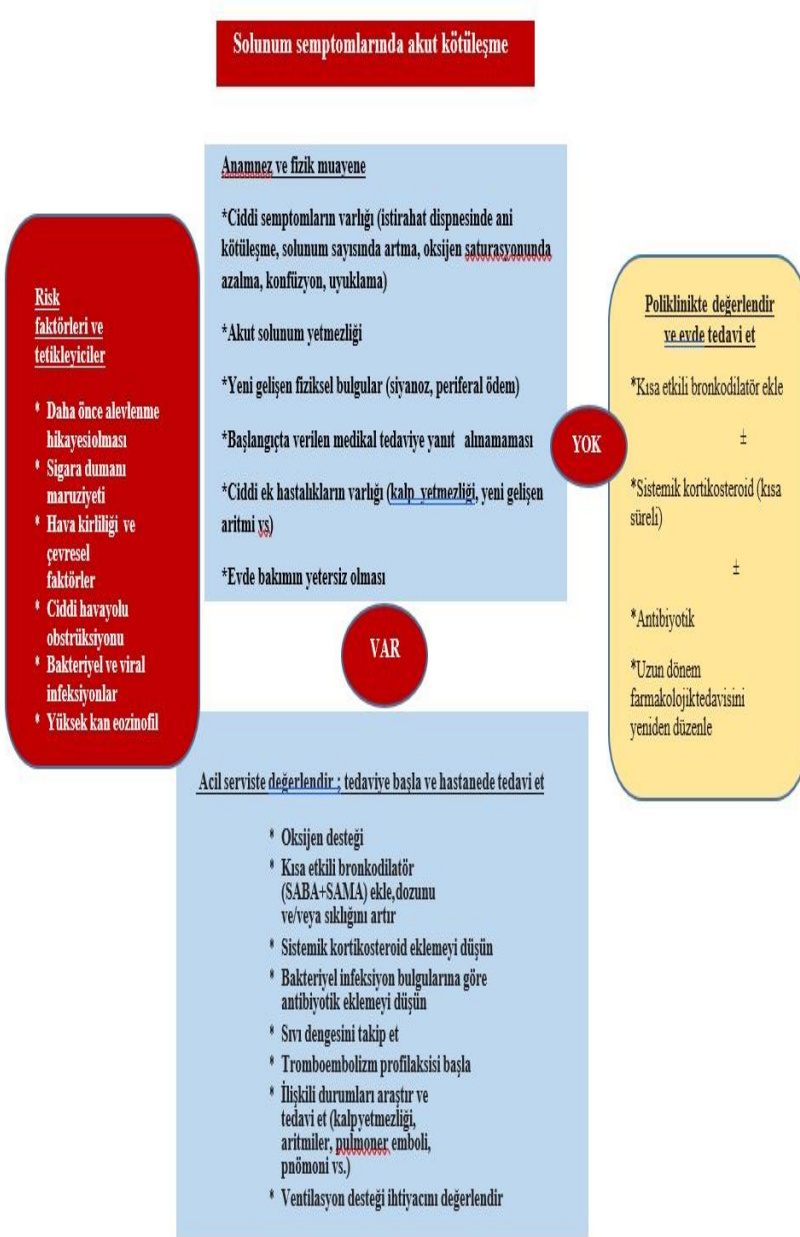 Solunum semptomlarında akut kötüleşme
Anamnez ve fizik muayene
*Ciddi semptomların varlığı (istirahat dispnesinde ani
kötüleşme, solunum sayısında artma, oksijen saturasyonunda
azalma, konfüzyon, uyuklama)
*Akut solunum yetmezliği
*Yeni gelişen fiziksel bulgular (siyanoz, periferal ödem)
*Başlangıçta verilen medikal tedaviye yanıt alınamaması
*Ciddi ek hastalıkların varlığı (kalp yetmezliği, yeni gelişen
aritmi vs)
*Evde bakımın yetersiz olması
Risk
faktörleri ve
tetikleyiciler
* Daha önce alevlenme
hikayesiolması
* Sigara dumanı
maruziyeti
* Hava kirliliği ve
çevresel
faktörler
* Ciddi havayolu
obstrüksiyonu
* Bakteriyel ve viral
infeksiyonlar
* Yüksek kan eozinofil
YOK
Poliklinikte değerlendir
ve evde tedavi et
*Kısa etkili bronkodilatör ekle
±
*Sistemik kortikosteroid (kısa
süreli)
±
*Antibiyotik
*Uzun dönem
farmakolojiktedavisini
yeniden düzenle
VAR
Acil serviste değerlendir ; tedaviye başla ve hastanede tedavi et
* Oksijen desteği
* Kısa etkili bronkodilatör
(SABA+SAMA) ekle,dozunu
ve/veya sıklığını artır
* Sistemik kortikosteroid eklemeyi düşün
* Bakteriyel infeksiyon bulgularına göre
antibiyotik eklemeyi düşün
* Sıvı dengesini takip et
* Tromboembolizm profilaksisi başla
* İlişkili durumları araştır ve
tedavi et (kalpyetmezliği,
aritmiler, pulmoner emboli,
pnömoni vs.)
* Ventilasyon desteği ihtiyacını değerlendir